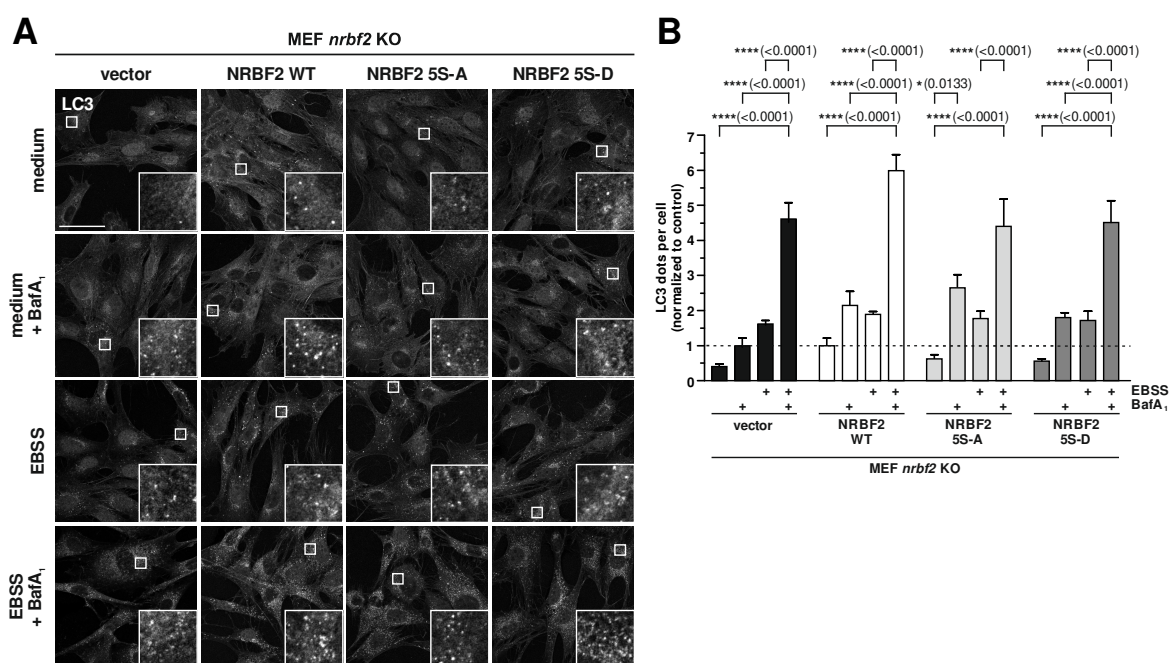 A
MEF nrbf2 KO
vector NRBF2 WT NRBF2 5S-A NRBF2 5S-D
LC3
medium
medium
+ BafA₁
EBSS
EBSS
+ BafA₁
B
****(<0.0001) ****(<0.0001) ****(<0.0001) ****(<0.0001)
****(<0.0001) ****(<0.0001) *(0.0133) ****(<0.0001)
****(<0.0001) ****(<0.0001) ****(<0.0001) ****(<0.0001)
LC3 dots per cell
(normalized to control)
7
6
5
4
3
2
1
0
+ + + + + + + + EBSS
+ + + + + + + + BafA₁
vector NRBF2 NRBF2 NRBF2
WT 5S-A 5S-D
MEF nrbf2 KO